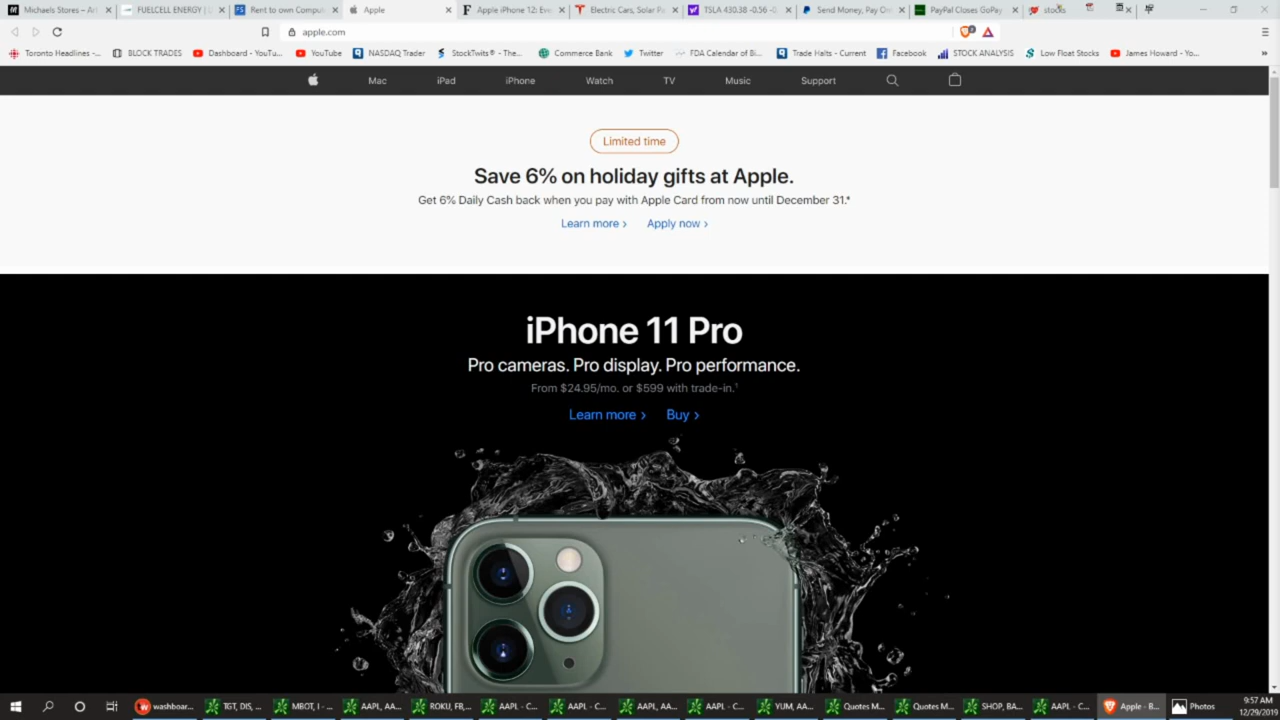 Michaels Stores – Art
FUELCELL ENERGY | 
Rent to own Compu
Apple
Apple iPhone 12: Eve
Electric Cars, Solar Pa
TSLA 430.38 -0.56 -0
Send Money, Pay On
PayPal Closes GoPay
stocks
apple.com
Toronto Headlines -...
BLOCK TRADES
Dashboard - YouTu...
YouTube
NASDAQ Trader
StockTwits® - The...
Commerce Bank
Twitter
FDA Calendar of Bi...
Trade Halts - Current
Facebook
STOCK ANALYSIS
Low Float Stocks
James Howard - Yo...
Mac iPad iPhone Watch TV Music Support
Limited time
Save 6% on holiday gifts at Apple.
Get 6% Daily Cash back when you pay with Apple Card from now until December 31.*
Learn more > Apply now >
iPhone 11 Pro
Pro cameras. Pro display. Pro performance.
From $24.95/mo. or $599 with trade-in.¹
Learn more > Buy >
washboar...
TGT, DIS, ...
MBOT, I - ...
AAPL, AA...
ROKU, FB,...
AAPL - C...
AAPL - C...
AAPL, AA...
AAPL - C...
YUM, AA...
Quotes M...
Quotes M...
SHOP, BA...
AAPL - C...
Apple - B...
Photos
9:57 AM
12/29/2019